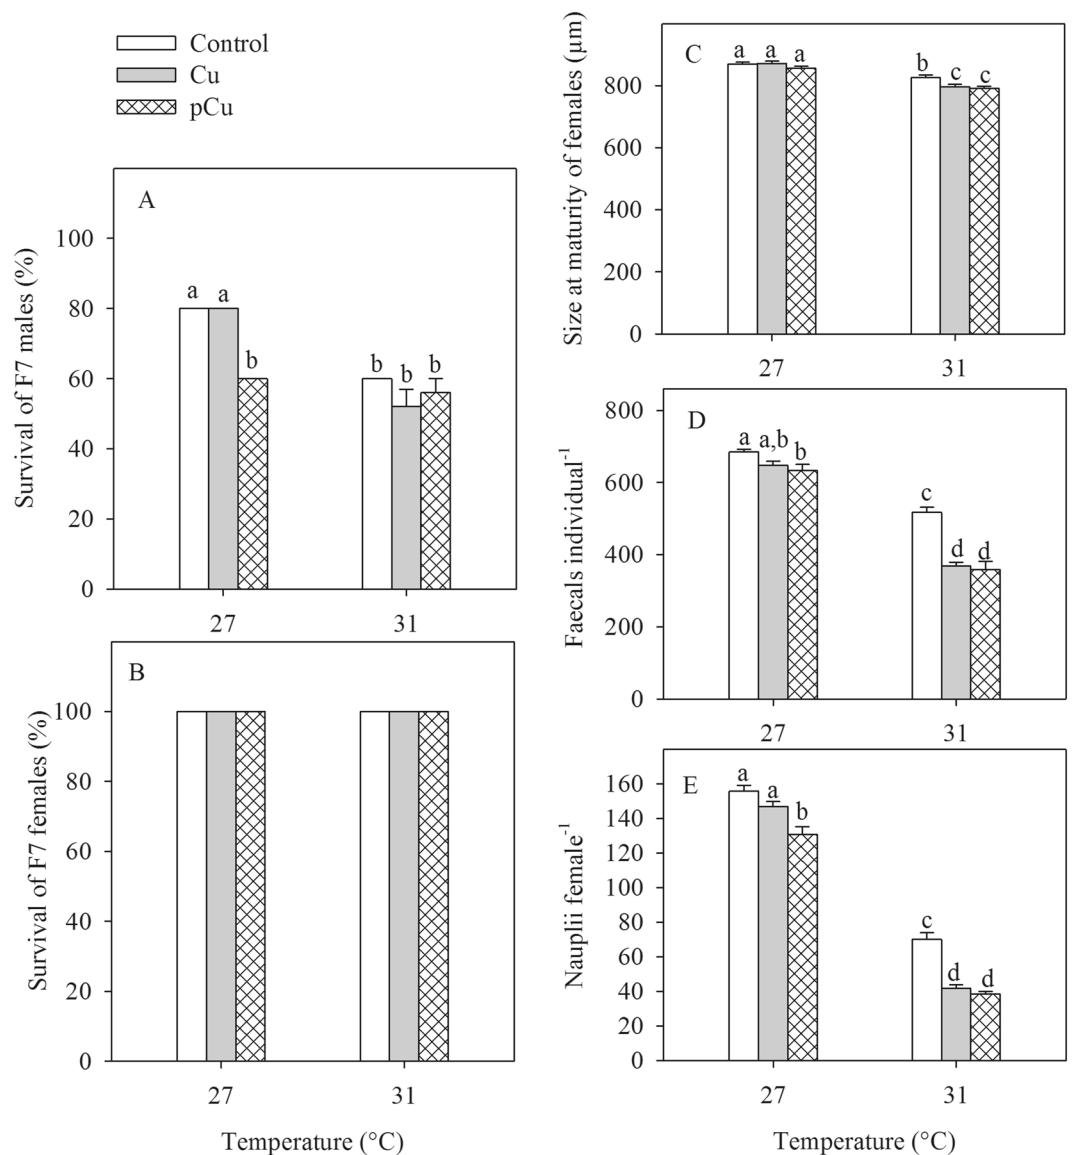 Control
Cu
pCu
A
Survival of F7 males (%)
100
80
60
40
20
0
a a b b b b
27 31
B
Survival of F7 females (%)
100
80
60
40
20
0
27 31
Temperature (°C)
C
Size at maturity of females (µm)
800
600
400
200
0
a a a b c c
27 31
D
Faecals individual⁻¹
800
600
400
200
0
a a,b b c d d
27 31
E
Nauplii female⁻¹
160
140
120
100
80
60
40
20
0
a a b c d d
27 31
Temperature (°C)